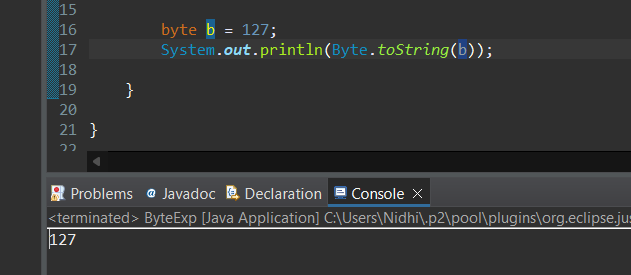 15
16 byte b = 127;
17 System.out.println(Byte.toString(b));
18
19 }
20
21 }
22
Problems @ Javadoc Declaration Console
<terminated> ByteExp [Java Application] C:\Users\Nidhi\.p2\pool\plugins\org.eclipse.jus
127